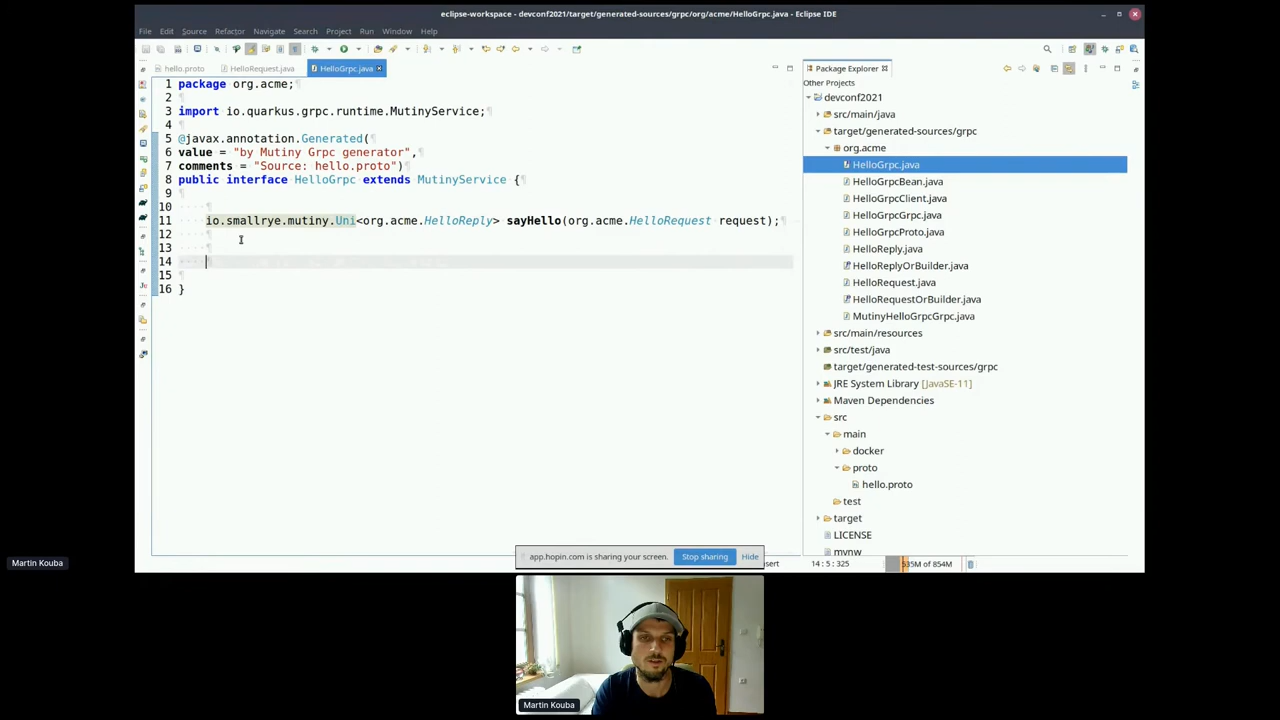 eclipse-workspace - devconf2021/target/generated-sources/grpc/org/acme/HelloGrpc.java - Eclipse IDE
File Edit Source Refactor Navigate Search Project Run Window Help
hello.proto HelloRequest.java HelloGrpc.java
1 package org.acme;
2
3 import io.quarkus.grpc.runtime.MutinyService;
4
5 @javax.annotation.Generated(
6 value = "by Mutiny Grpc generator",
7 comments = "Source: hello.proto")
8 public interface HelloGrpc extends MutinyService {
9
10
11 io.smallrye.mutiny.Uni<org.acme.HelloReply> sayHello(org.acme.HelloRequest request);
12
13
14
15
16 }
Package Explorer
Other Projects
devconf2021
src/main/java
target/generated-sources/grpc
org.acme
HelloGrpc.java
HelloGrpcBean.java
HelloGrpcClient.java
HelloGrpcGrpc.java
HelloGrpcProto.java
HelloReply.java
HelloReplyOrBuilder.java
HelloRequest.java
HelloRequestOrBuilder.java
MutinyHelloGrpcGrpc.java
src/main/resources
src/test/java
target/generated-test-sources/grpc
JRE System Library [JavaSE-11]
Maven Dependencies
src
main
docker
proto
hello.proto
test
target
LICENSE
mvnw
app.hopin.com is sharing your screen. Stop sharing Hide
sert 14 : 5 : 325 535M of 854M
Martin Kouba
Martin Kouba